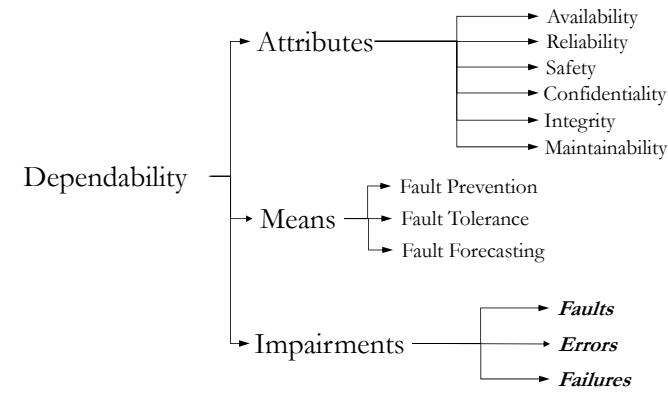 Dependability
Attributes
Availability
Reliability
Safety
Confidentiality
Integrity
Maintainability
Means
Fault Prevention
Fault Tolerance
Fault Forecasting
Impairments
Faults
Errors
Failures